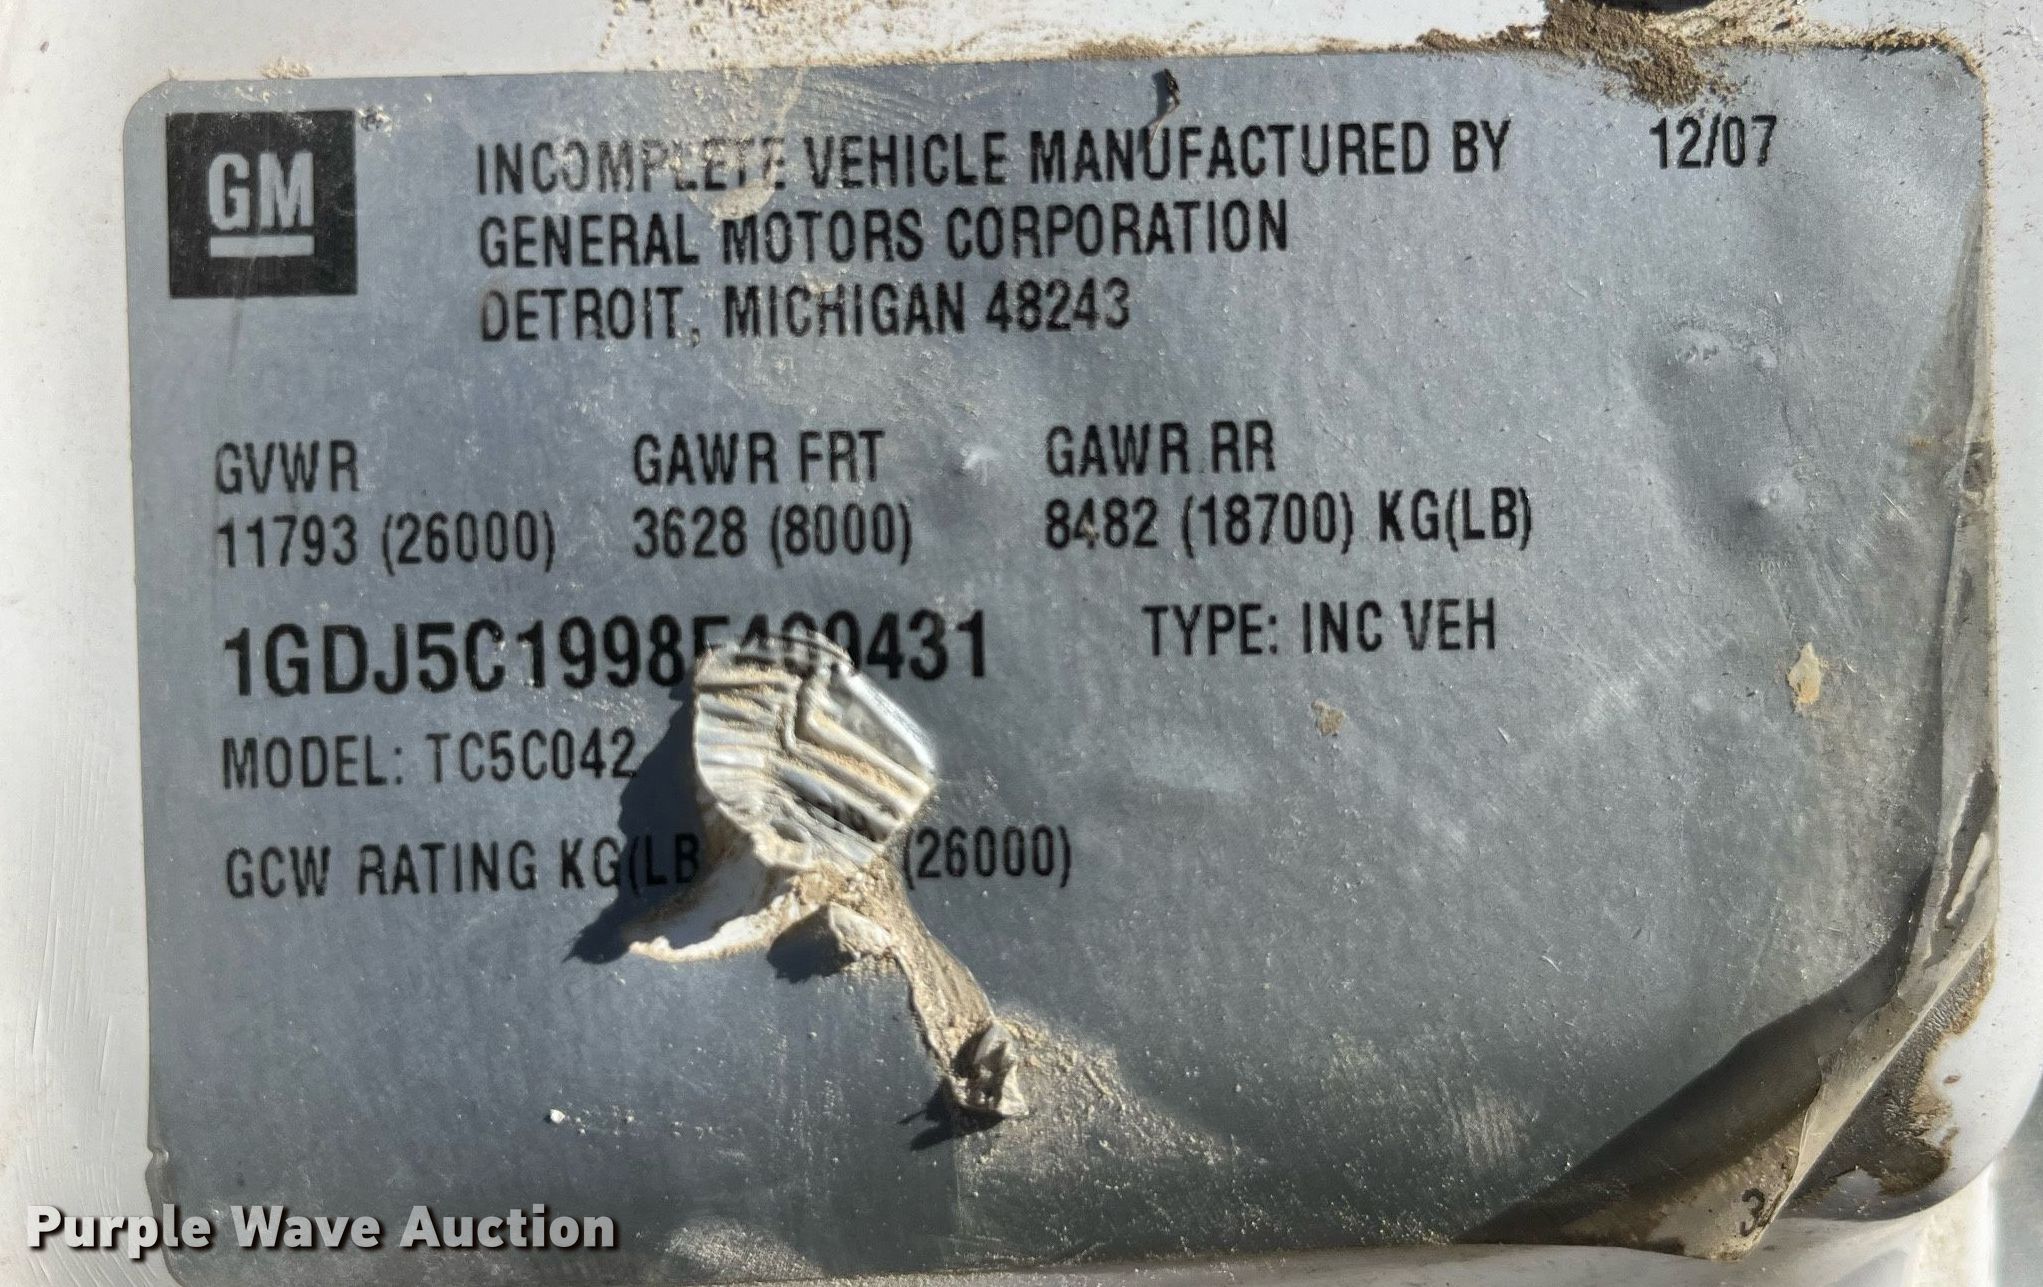 GM
INCOMPLETE VEHICLE MANUFACTURED BY 12/07
GENERAL MOTORS CORPORATION
DETROIT, MICHIGAN 48243
GVWR GAWR FRT GAWR RR
11793 (26000) 3628 (8000) 8482 (18700) KG(LB)
1GDJ5C1998F409431 TYPE: INC VEH
MODEL: TC5C042
GCW RATING KG(LB (26000)
3
Purple Wave Auction